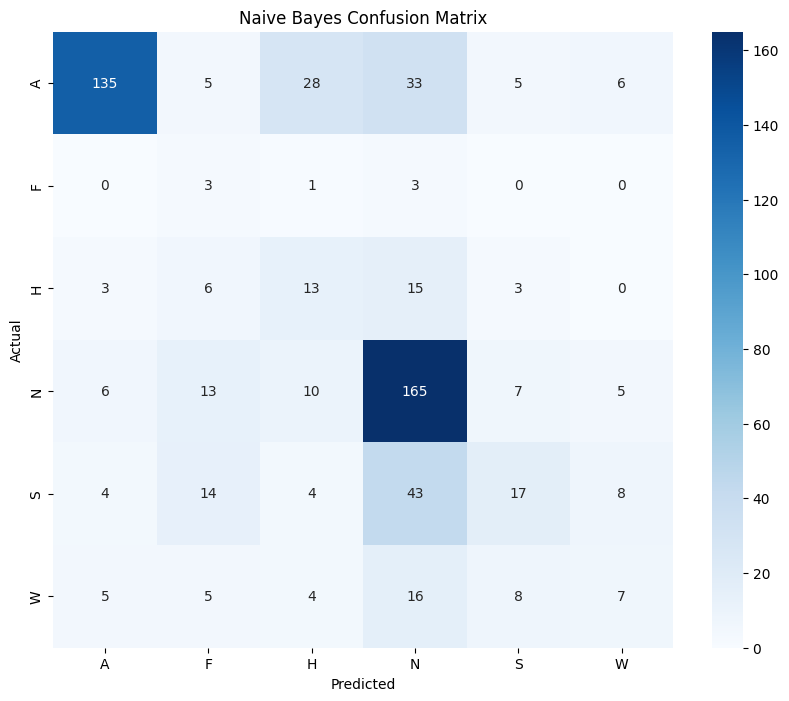 Naive Bayes Confusion Matrix
Actual
A 135 5 28 33 5 6
F 0 3 1 3 0 0
H 3 6 13 15 3 0
N 6 13 10 165 7 5
S 4 14 4 43 17 8
W 5 5 4 16 8 7
A F H N S W
Predicted
160
140
120
100
80
60
40
20
0